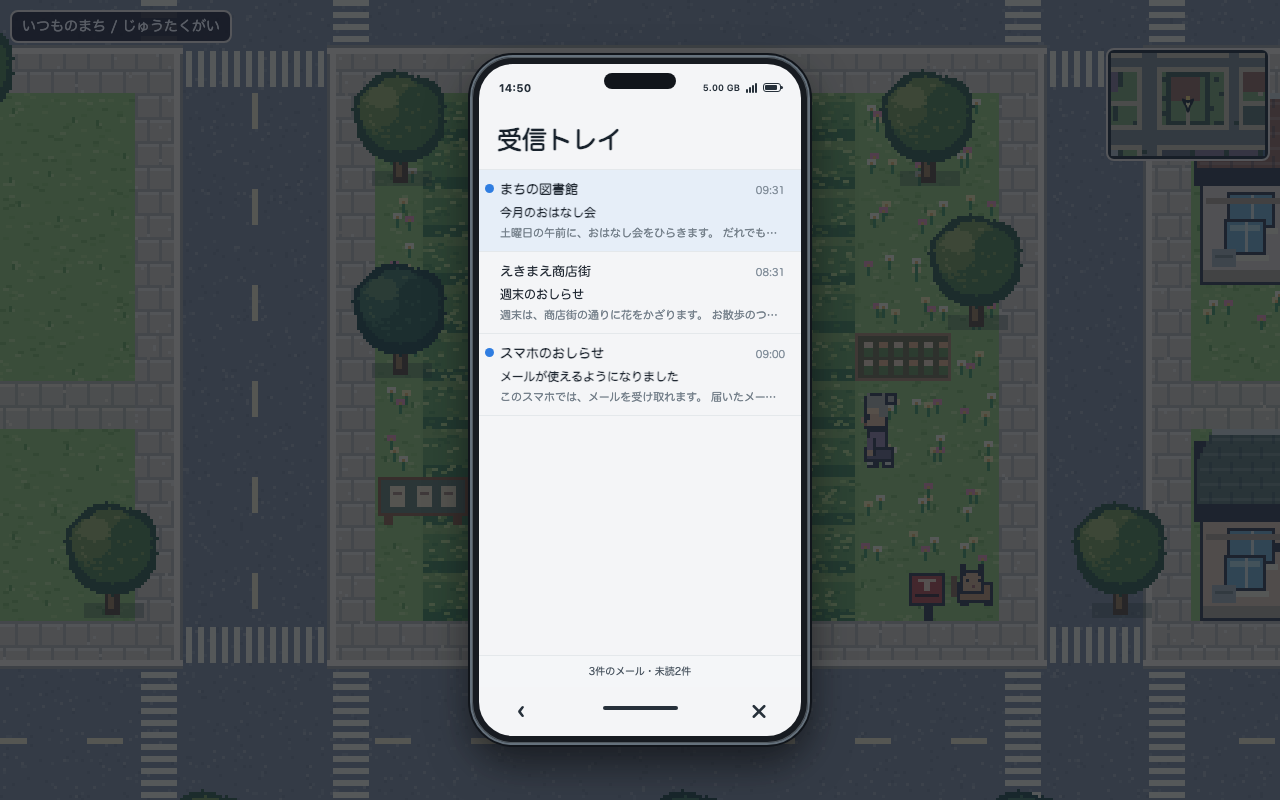 いつものまち / じゅうたくがい
14:50
5.00 GB
受信トレイ
まちの図書館
09:31
今月のおはなし会
土曜日の午前に、おはなし会をひらきます。 だれでも…
えきまえ商店街
08:31
週末のおしらせ
週末は、商店街の通りに花をかざります。 お散歩のつ…
スマホのおしらせ
09:00
メールが使えるようになりました
このスマホでは、メールを受け取れます。 届いたメー…
3件のメール・未読2件